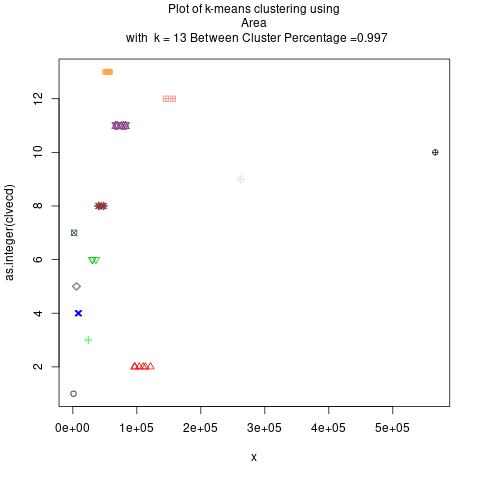 Plot of k-means clustering using
Area
with  k = 13 Between Cluster Percentage =0.997
as.integer(clvecd)
12
10
8
6
4
2
0e+00 1e+05 2e+05 3e+05 4e+05 5e+05
x